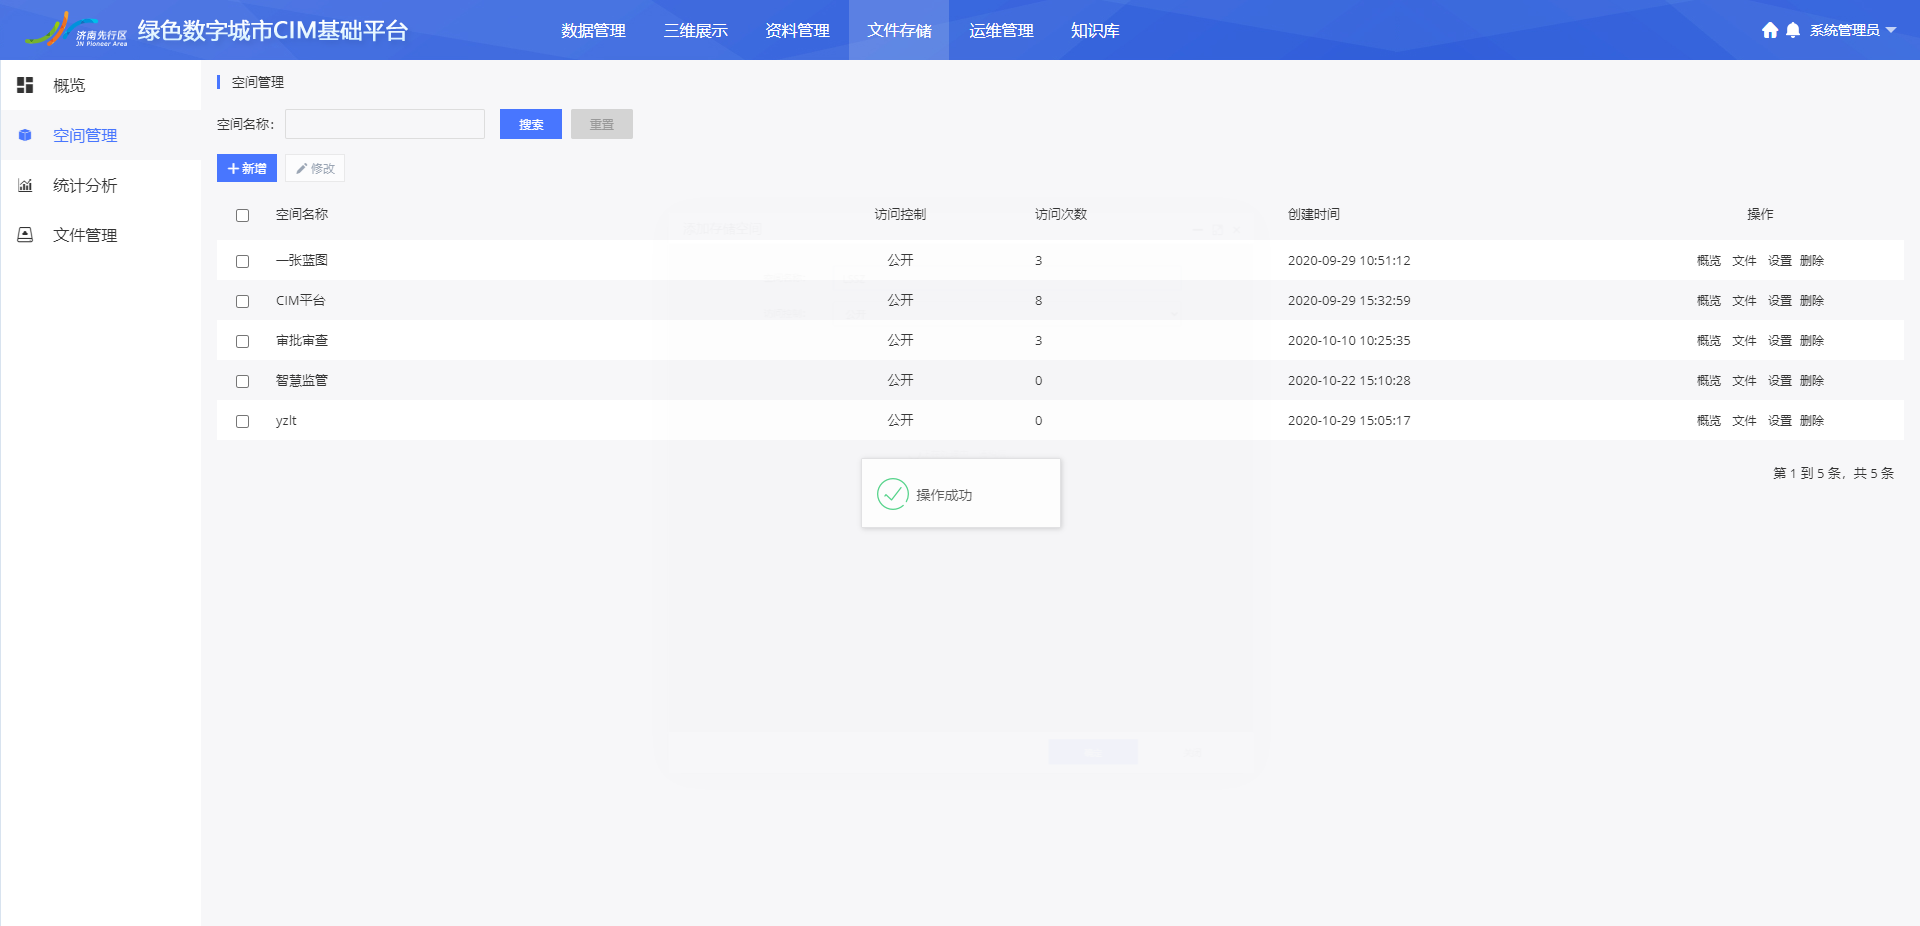 济南先行区
JN Pioneer Area
绿色数字城市CIM基础平台
数据管理 三维展示 资料管理 文件存储 运维管理 知识库
系统管理员
概览
空间管理
统计分析
文件管理
空间管理
空间名称: 搜索 重置
新增 修改
空间名称 访问控制 访问次数 创建时间 操作
一张蓝图 公开 3 2020-09-29 10:51:12 概览 文件 设置 删除
CIM平台 公开 8 2020-09-29 15:32:59 概览 文件 设置 删除
审批审查 公开 3 2020-10-10 10:25:35 概览 文件 设置 删除
智慧监管 公开 0 2020-10-22 15:10:28 概览 文件 设置 删除
yzlt 公开 0 2020-10-29 15:05:17 概览 文件 设置 删除
第 1 到 5 条，共 5 条
操作成功